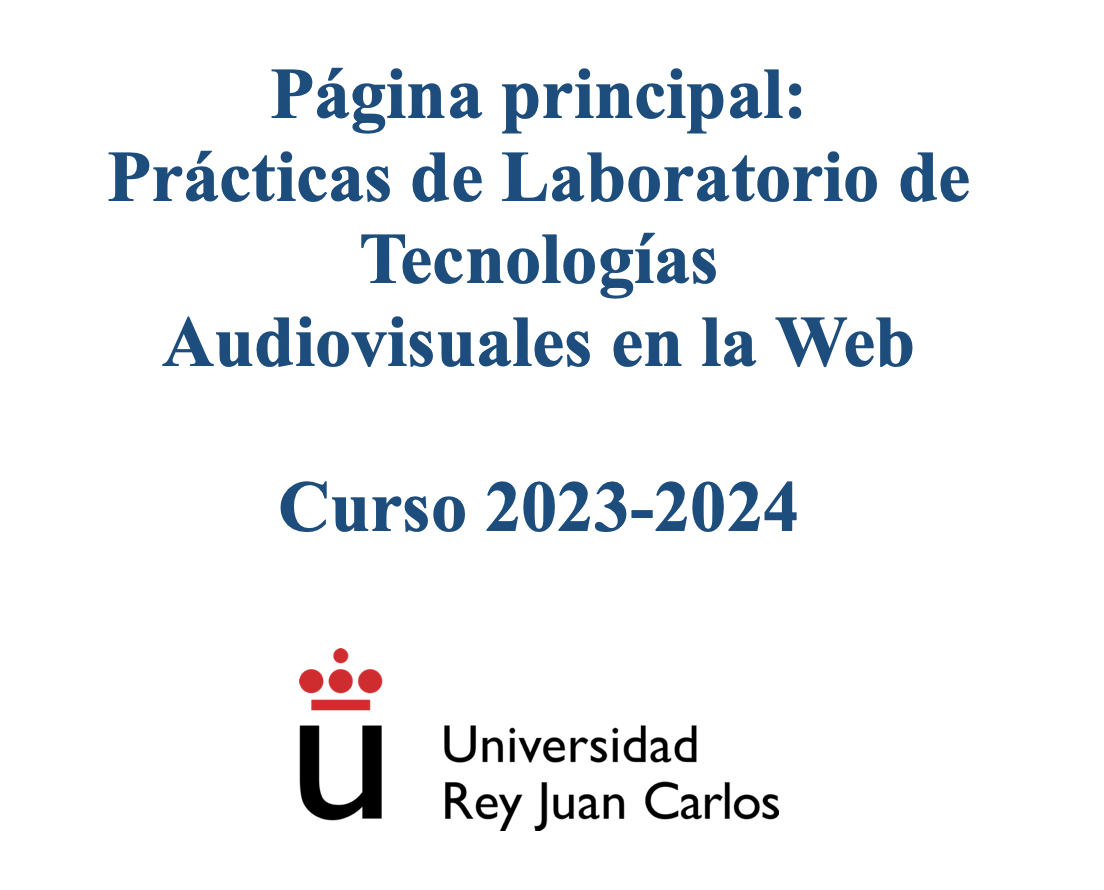 Página principal:
Prácticas de Laboratorio de
Tecnologías
Audiovisuales en la Web
Curso 2023-2024
u
Universidad
Rey Juan Carlos